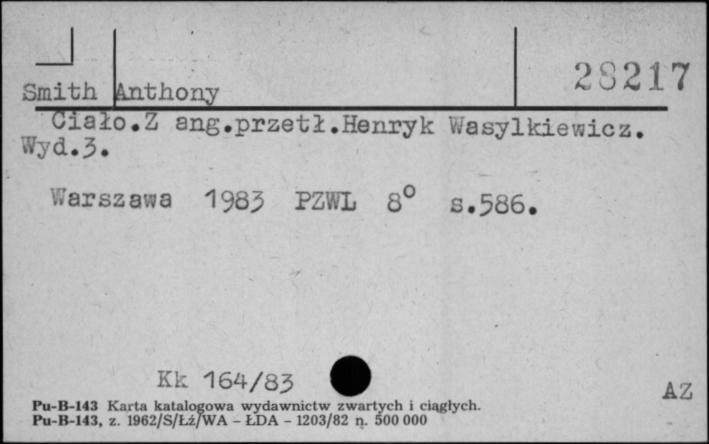 28217
Smith Anthony
Ciało.Z ang.przetł.Henryk Wasylkiewicz.
Wyd.3.
Warszawa 1983 PZWL 8° s.586.
Kk 164/83
AZ
Pu-B-143 Karta katalogowa wydawnictw zwartych i ciągłych.
Pu-B-143, z. 1962/S/Łź/WA - ŁDA - 1203/82 n. 500 000